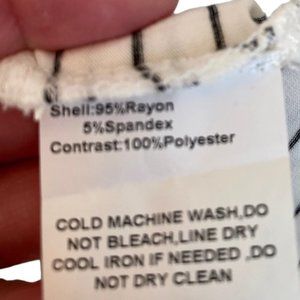 Shell:95%Rayon
5%Spandex
Contrast:100%Polyester
COLD MACHINE WASH,DO
NOT BLEACH,LINE DRY
COOL IRON IF NEEDED ,DO
NOT DRY CLEAN